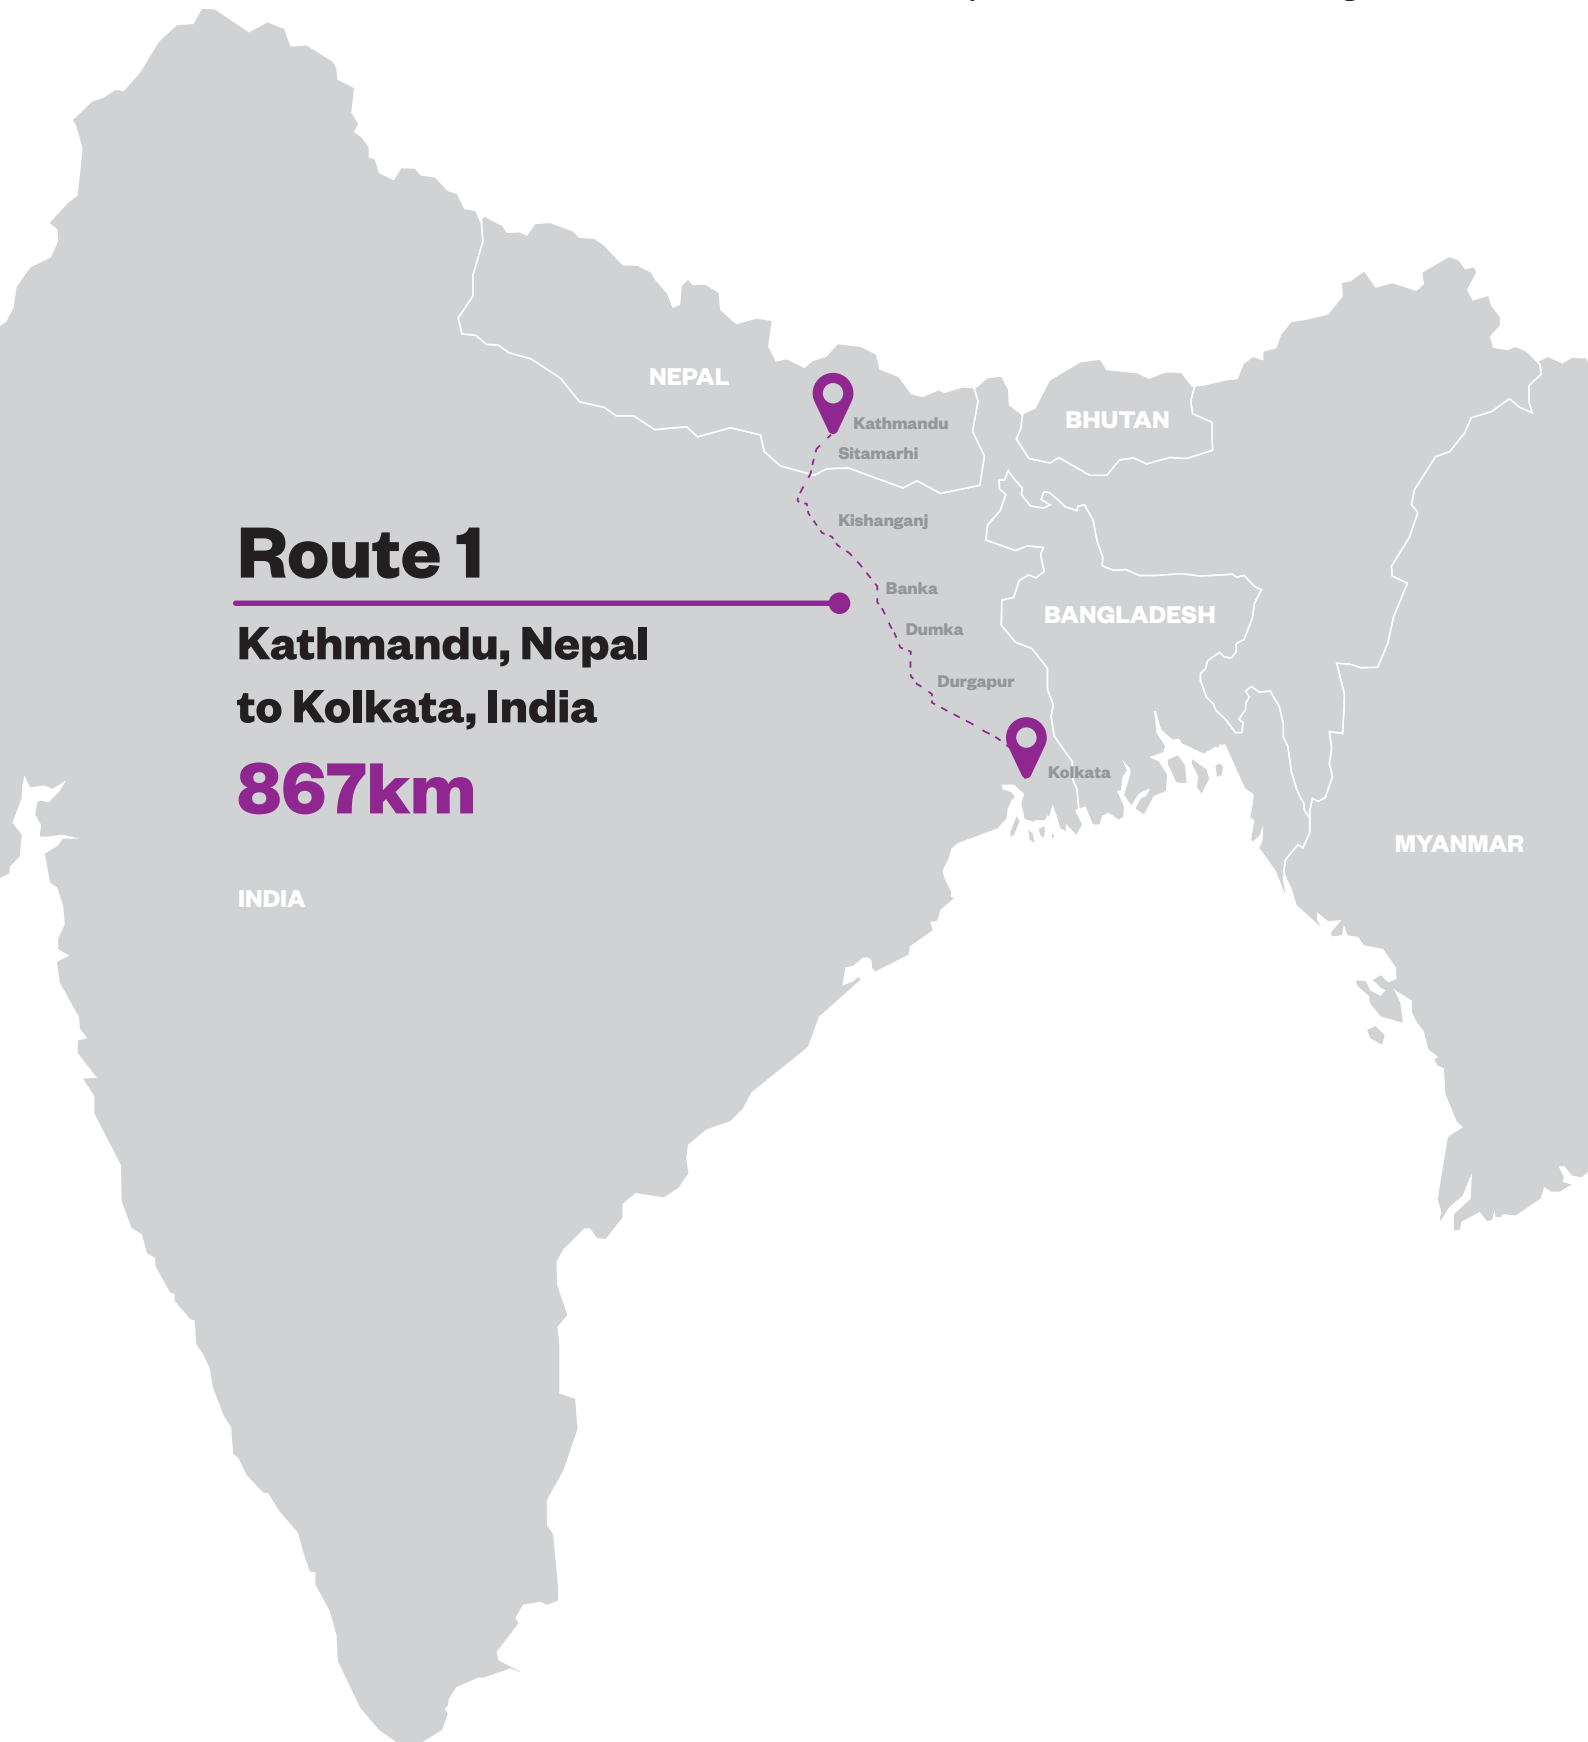 NEPAL
Kathmandu
BHUTAN
Sitamarhi
Kishanganj
Route 1
Banka
BANGLADESH
Dumka
Kathmandu, Nepal
to Kolkata, India
Durgapur
867km
Kolkata
MYANMAR
INDIA